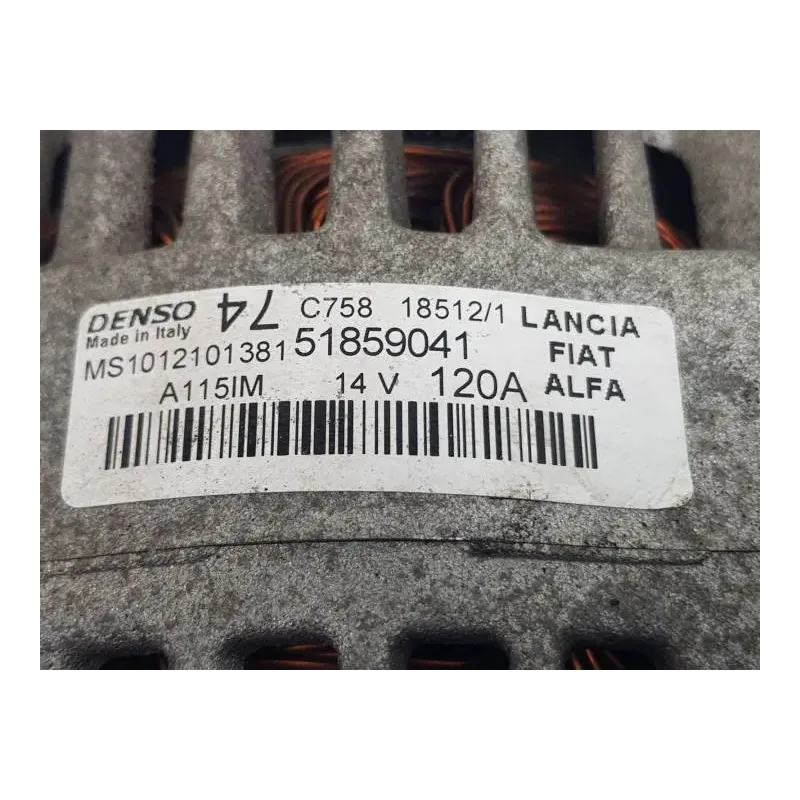 DENSO 74 C758 18512/1 LANCIA
Made in Italy
MS1012101381 51859041 FIAT
A115IM 14 V 120A ALFA